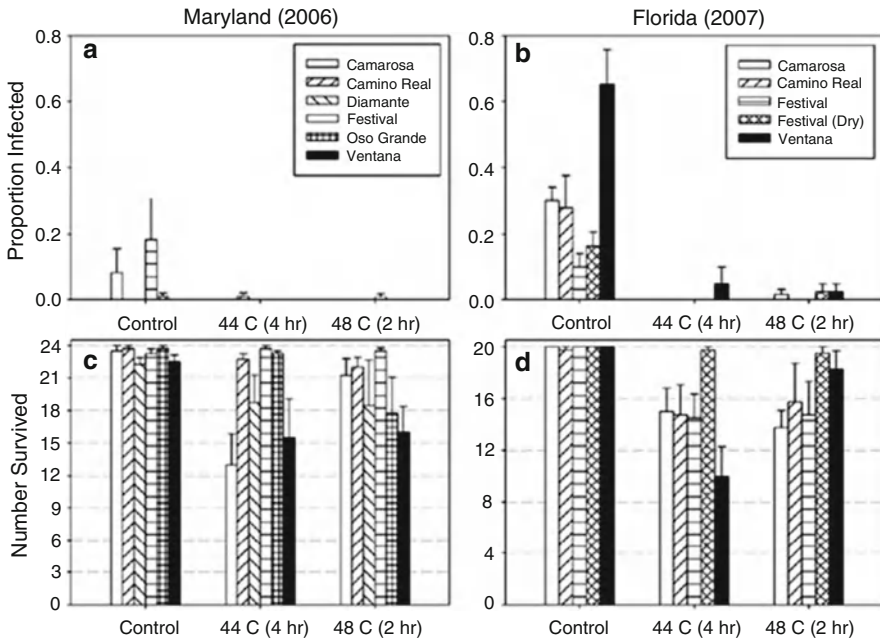 Maryland (2006)
Florida (2007)
a
Proportion Infected
0.8
0.6
0.4
0.2
0.0
Camarosa
Camino Real
Diamante
Festival
Oso Grande
Ventana
Control
44 C (4 hr)
48 C (2 hr)
b
0.8
0.6
0.4
0.2
0.0
Camarosa
Camino Real
Festival
Festival (Dry)
Ventana
Control
44 C (4 hr)
48 C (2 hr)
c
Number Survived
24
21
18
15
12
9
6
3
0
Control
44 C (4 hr)
48 C (2 hr)
d
20
16
12
8
4
0
Control
44 C (4 hr)
48 C (2 hr)